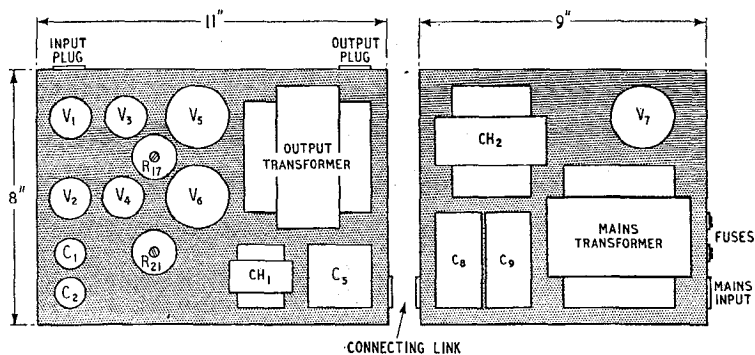 11"
9"
INPUT
PLUG
OUTPUT
PLUG
V1
V3
V5
R17
OUTPUT
TRANSFORMER
CH2
V7
8"
V2
V4
V6
MAINS
TRANSFORMER
FUSES
C1
R21
CH1
C5
C8
C9
C2
MAINS
INPUT
CONNECTING LINK